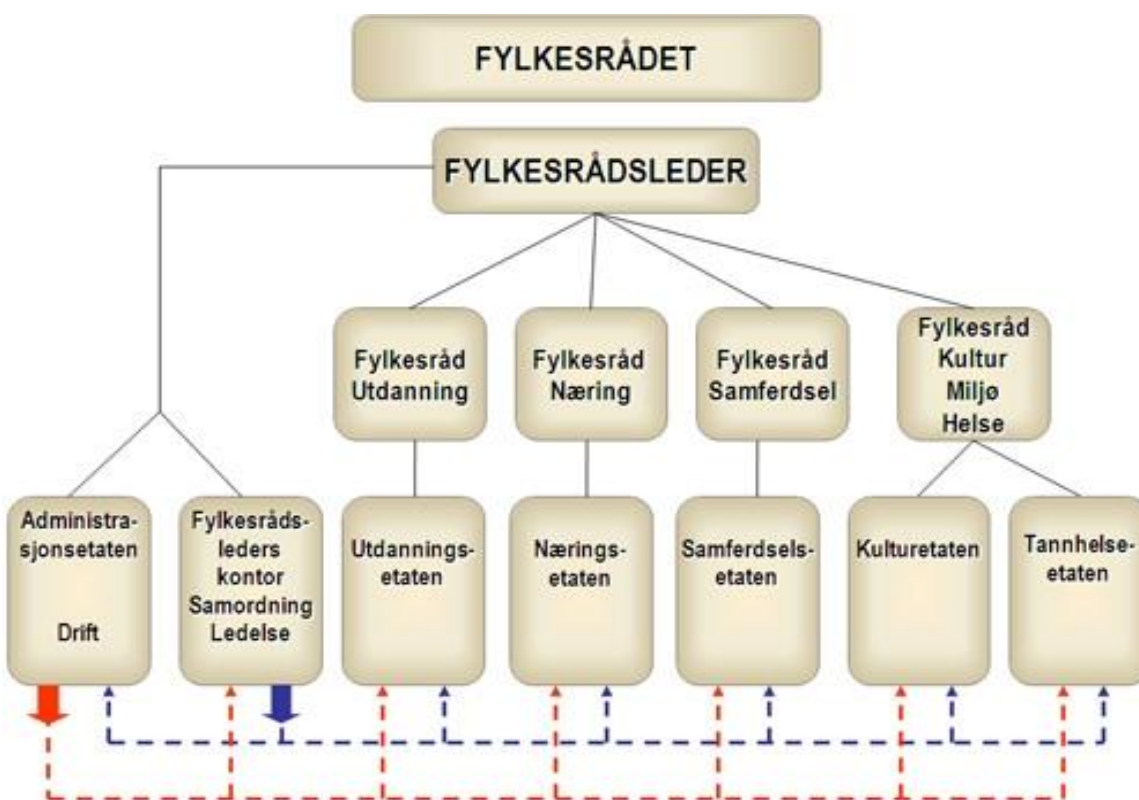 FYLKESRÅDET
FYLKESRÅDSLEDER
Fylkesråd
Utdanning
Fylkesråd
Næring
Fylkesråd
Samferdsel
Fylkesråd
Kultur
Miljø
Helse
Administra-
sjonsetaten
Drift
Fylkesråds-
leders
kontor
Samordning
Ledelse
Utdannings-
etaten
Nærings-
etaten
Samferdsels-
etaten
Kulturetaten
Tannhelse-
etaten